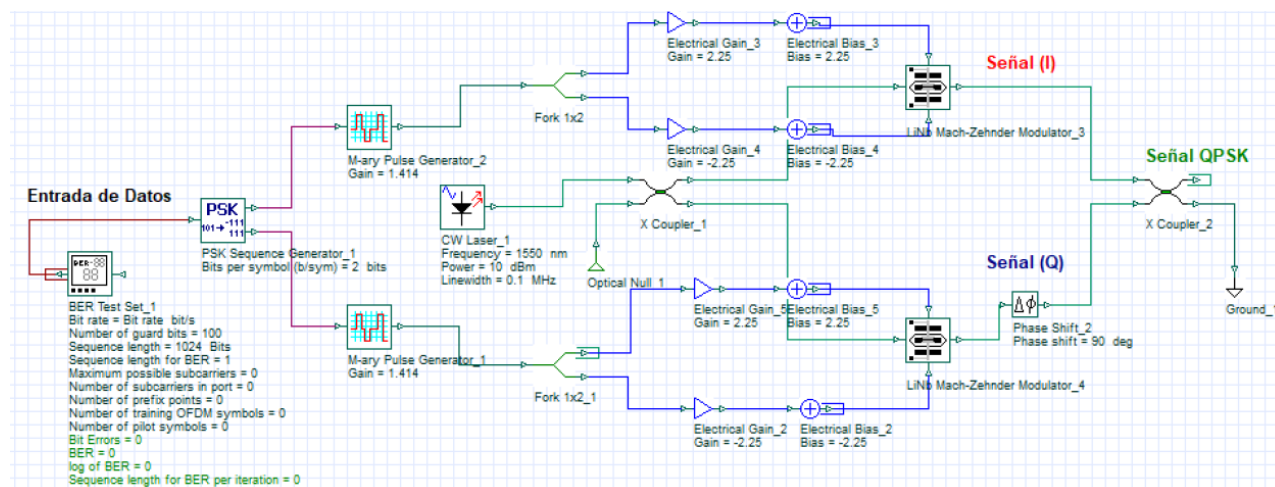 Electrical Gain_3
Gain = 2.25
Electrical Bias_3
Bias = 2.25
Señal (I)
Fork 1x2
LiNb Mach-Zehnder Modulator_3
M-ary Pulse Generator_2
Gain = 1.414
Electrical Gain_4
Gain = -2.25
Electrical Bias_4
Bias = -2.25
Señal QPSK
Entrada de Datos
PSK
101 -111
111
PSK Sequence Generator_1
Bits per symbol (b/sym) = 2 bits
X Coupler_1
X Coupler_2
CW Laser_1
Frequency = 1550 nm
Power = 10 dBm
Linewidth = 0.1 MHz
Optical Null_1
Señal (Q)
BER Test Set_1
Bit rate = Bit rate bit/s
Number of guard bits = 100
Sequence length = 1024 Bits
Sequence length for BER = 1
Maximum possible subcarriers = 0
Number of subcarriers in port = 0
Number of prefix points = 0
Number of training OFDM symbols = 0
Number of pilot symbols = 0
Bit Errors = 0
BER = 0
log of BER = 0
Sequence length for BER per iteration = 0
M-ary Pulse Generator_1
Gain = 1.414
Electrical Gain_5
Gain = 2.25
Electrical Bias_5
Bias = 2.25
Δϕ
Phase Shift_2
Phase shift = 90 deg
Ground_
Fork 1x2_1
LiNb Mach-Zehnder Modulator_4
Electrical Gain_2
Gain = -2.25
Electrical Bias_2
Bias = -2.25